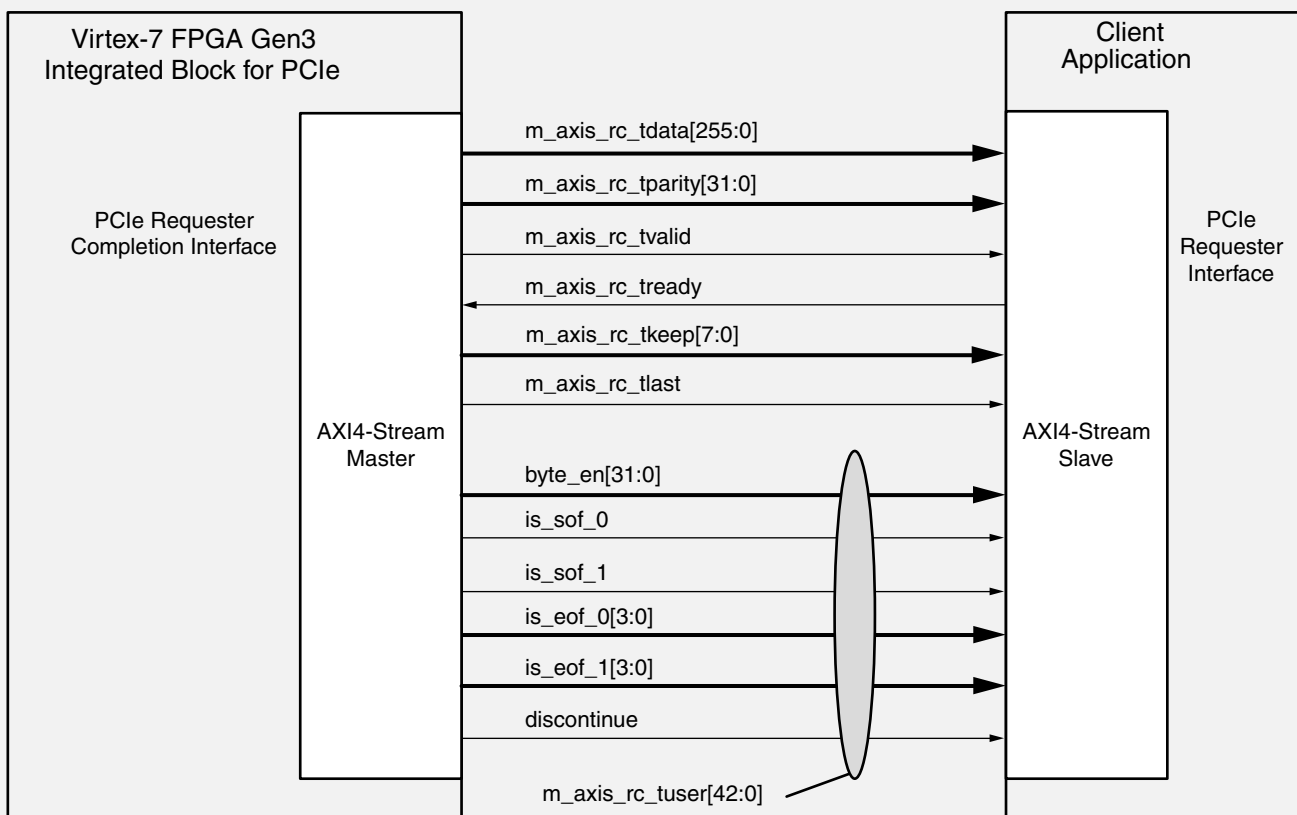 Virtex-7 FPGA Gen3
Integrated Block for PCIe
Client
Application
m_axis_rc_tdata[255:0]
m_axis_rc_tparity[31:0]
PCIe Requester
Completion Interface
m_axis_rc_tvalid
PCIe
Requester
Interface
m_axis_rc_tready
m_axis_rc_tkeep[7:0]
m_axis_rc_tlast
AXI4-Stream
Master
AXI4-Stream
Slave
byte_en[31:0]
is_sof_0
is_sof_1
is_eof_0[3:0]
is_eof_1[3:0]
discontinue
m_axis_rc_tuser[42:0]